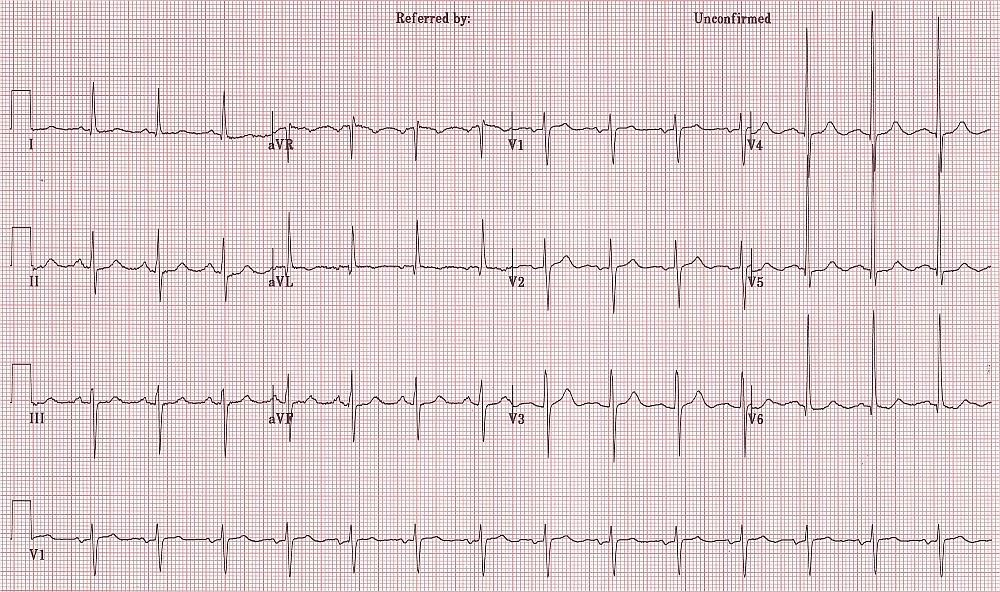 Referred by: Unconfirmed
I aVR V1 V4
II aVL V2 V5
III aVF V3 V6
V1